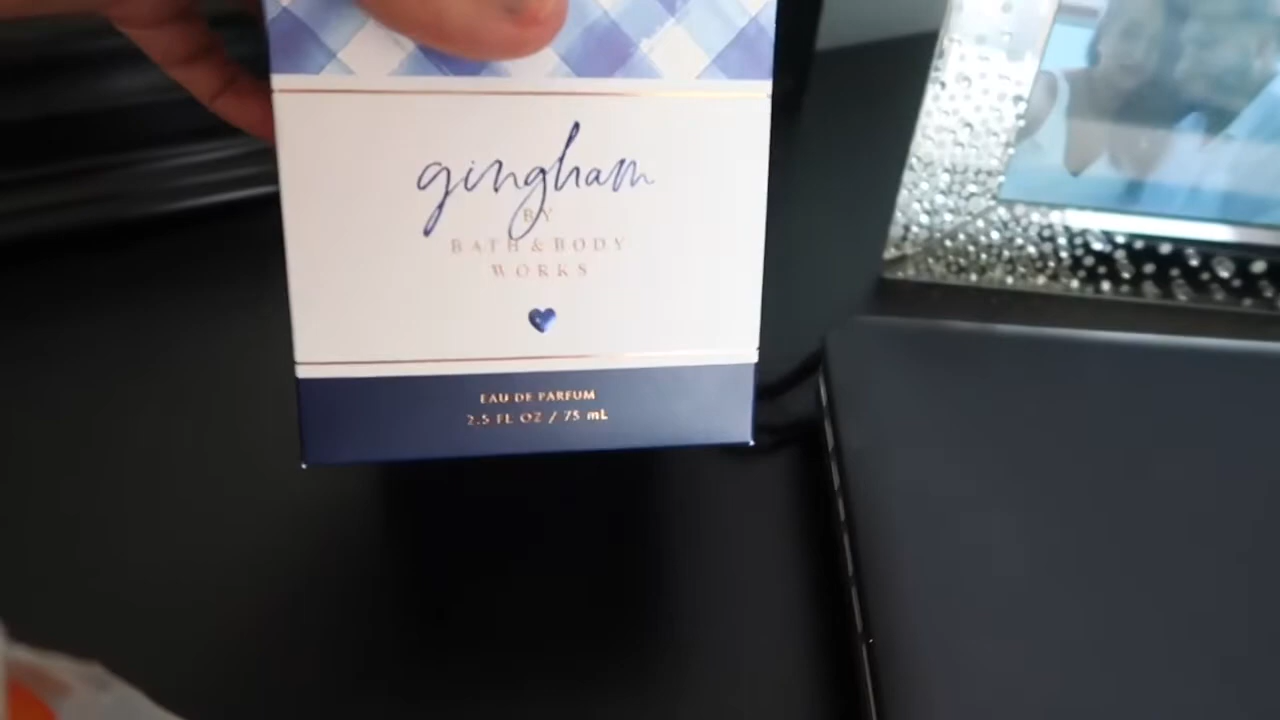 gingham
BY
BATH & BODY
WORKS
EAU DE PARFUM
2.5 FL OZ / 75 mL